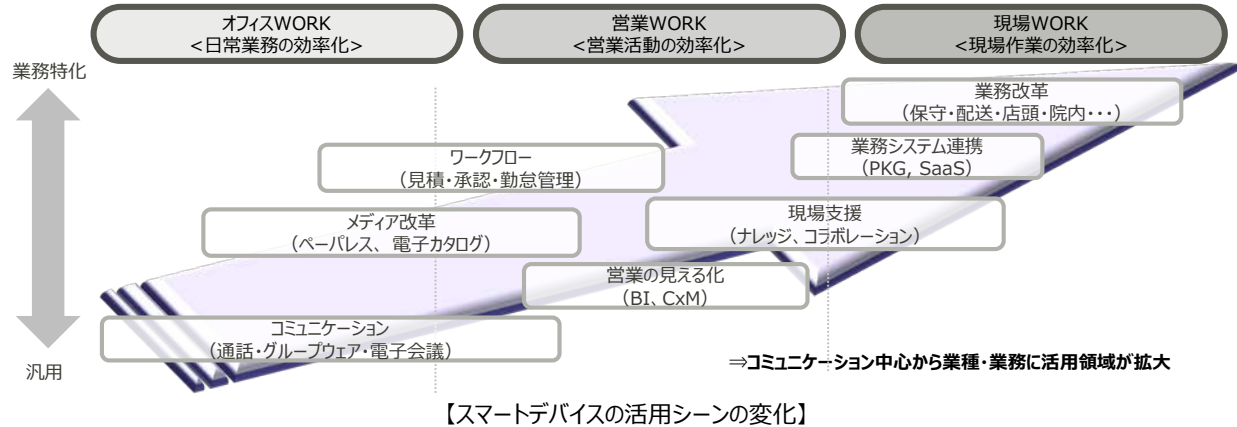 オフィスWORK
<日常業務の効率化>
営業WORK
<営業活動の効率化>
現場WORK
<現場作業の効率化>
業務特化
業務改革
(保守・配送・店頭・院内・・・)
ワークフロー
(見積・承認・勤怠管理)
業務システム連携
(PKG, SaaS)
メディア改革
(ペーパレス、電子カタログ)
現場支援
(ナレッジ、コラボレーション)
営業の見える化
(BI、CxM)
コミュニケーション
(通話・グループウェア・電子会議)
汎用
⇒コミュニケーション中心から業種・業務に活用領域が拡大
【スマートデバイスの活用シーンの変化】